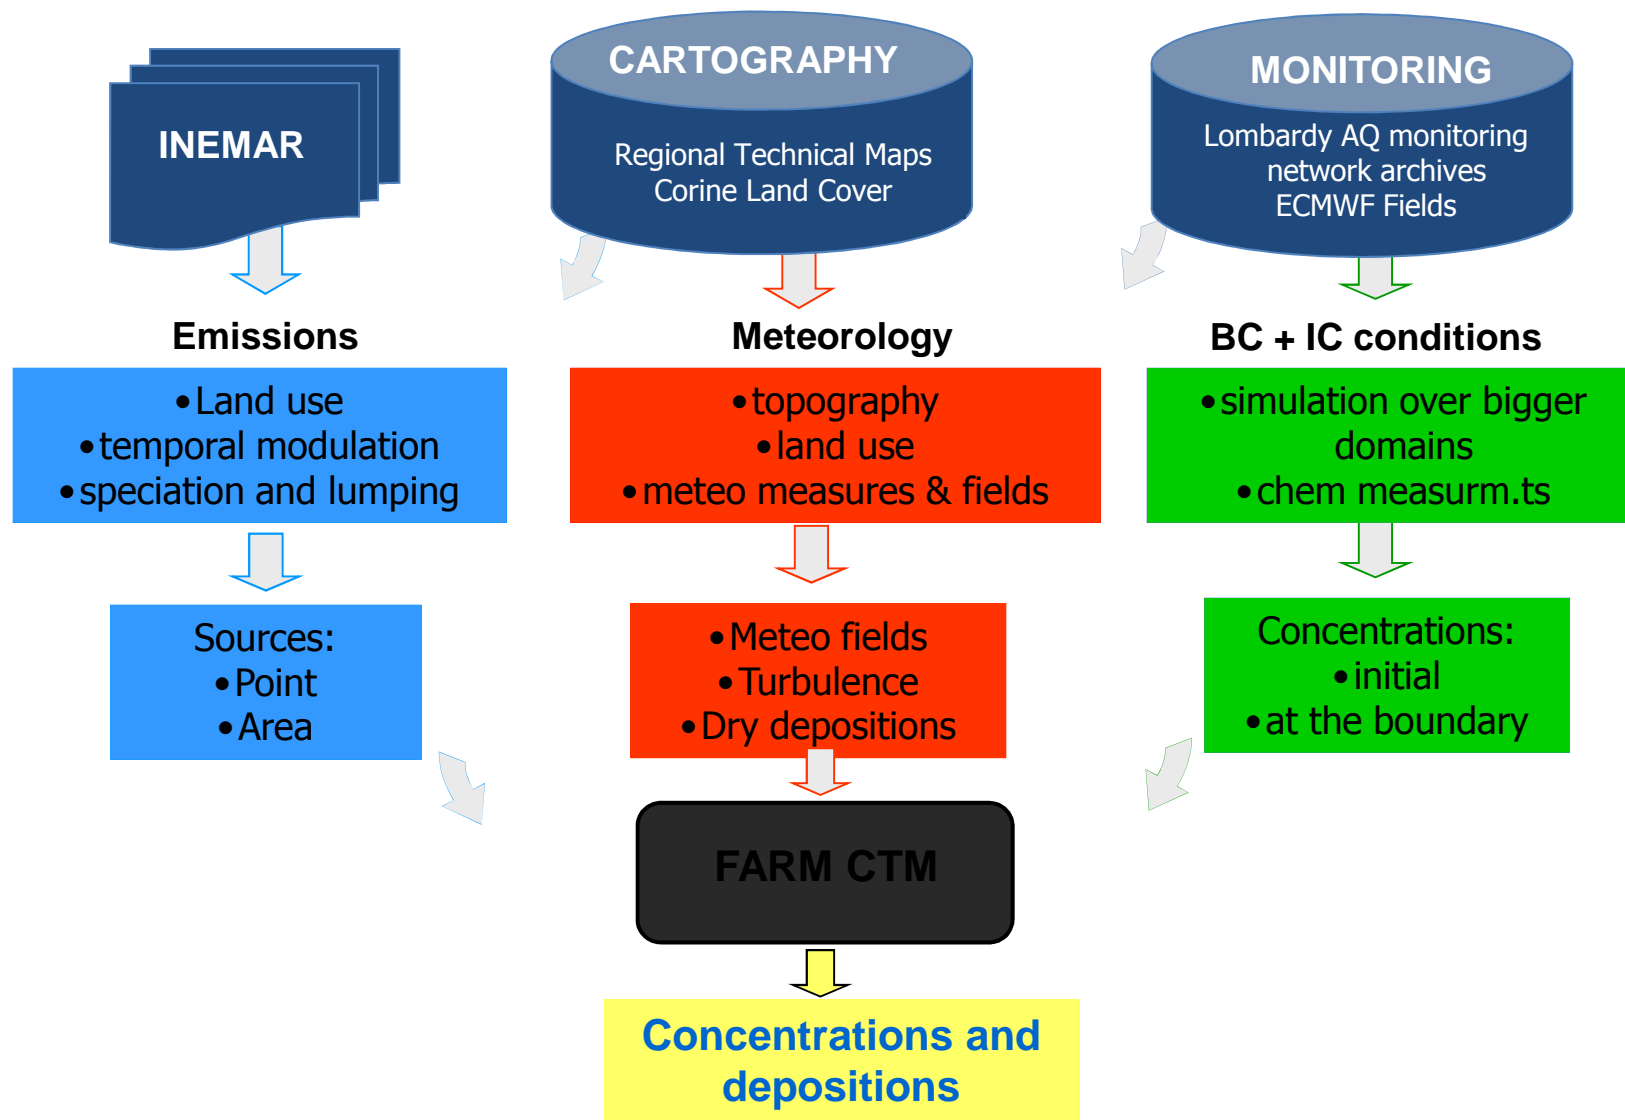 INEMAR
CARTOGRAPHY
Regional Technical Maps
Corine Land Cover
MONITORING
Lombardy AQ monitoring
network archives
ECMWF Fields
Emissions
•Land use
•temporal modulation
•speciation and lumping
Meteorology
•topography
•land use
•meteo measures & fields
BC + IC conditions
•simulation over bigger
domains
•chem measurm.ts
Sources:
•Point
•Area
•Meteo fields
•Turbulence
•Dry depositions
Concentrations:
•initial
•at the boundary
FARM CTM
Concentrations and
depositions